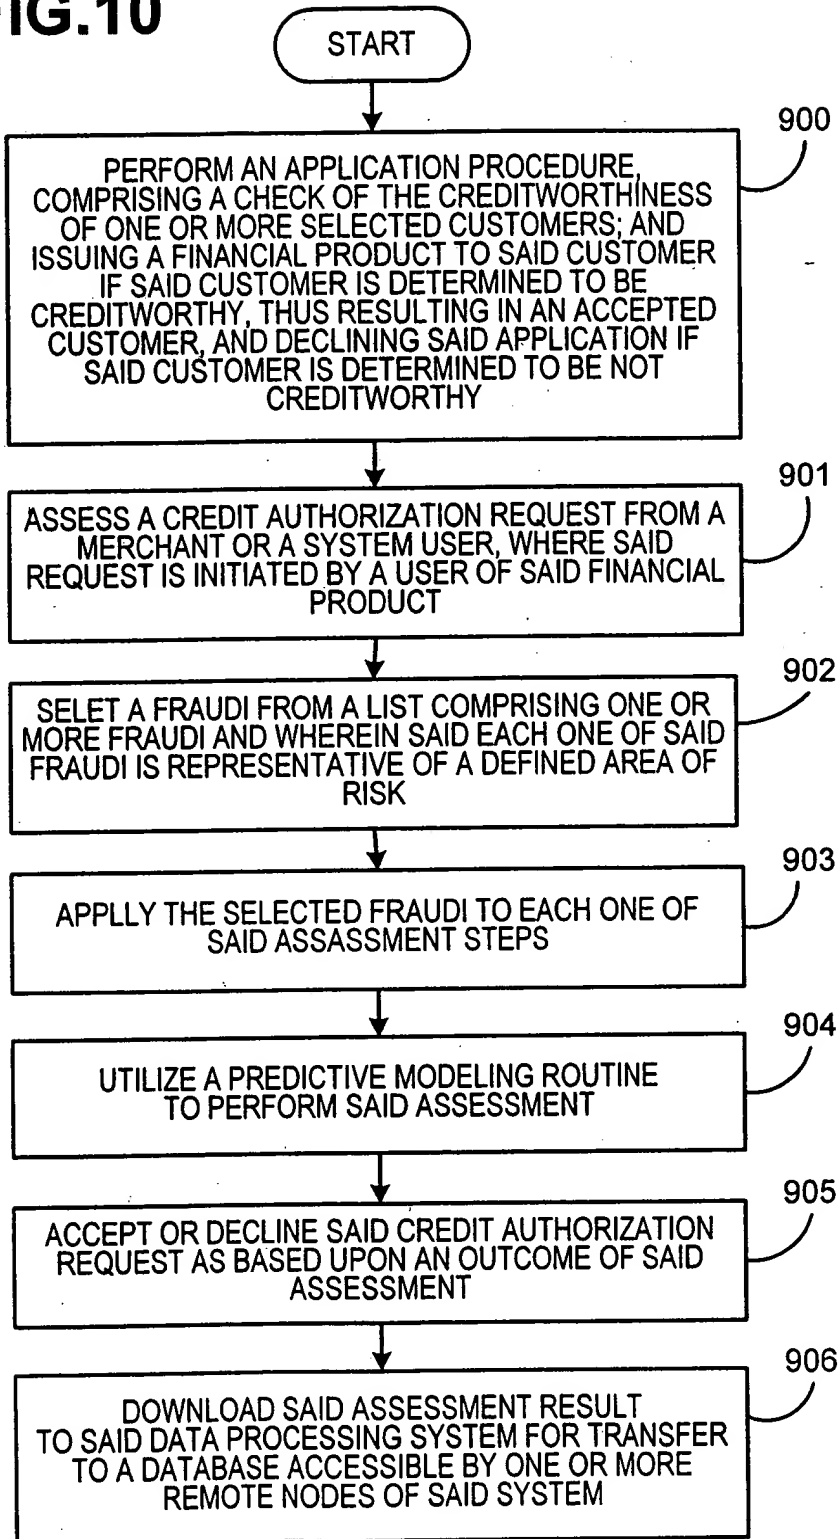 IG.10
START
900
PERFORM AN APPLICATION PROCEDURE,
COMPRISING A CHECK OF THE CREDITWORTHINESS
OF ONE OR MORE SELECTED CUSTOMERS; AND
ISSUING A FINANCIAL PRODUCT TO SAID CUSTOMER
IF SAID CUSTOMER IS DETERMINED TO BE
CREDITWORTHY, THUS RESULTING IN AN ACCEPTED
CUSTOMER, AND DECLINING SAID APPLICATION IF
SAID CUSTOMER IS DETERMINED TO BE NOT
CREDITWORTHY
901
ASSESS A CREDIT AUTHORIZATION REQUEST FROM A
MERCHANT OR A SYSTEM USER, WHERE SAID
REQUEST IS INITIATED BY A USER OF SAID FINANCIAL
PRODUCT
902
SELET A FRAUDI FROM A LIST COMPRISING ONE OR
MORE FRAUDI AND WHEREIN SAID EACH ONE OF SAID
FRAUDI IS REPRESENTATIVE OF A DEFINED AREA OF
RISK
903
APPLLY THE SELECTED FRAUDI TO EACH ONE OF
SAID ASSASSMENT STEPS
904
UTILIZE A PREDICTIVE MODELING ROUTINE
TO PERFORM SAID ASSESSMENT
905
ACCEPT OR DECLINE SAID CREDIT AUTHORIZATION
REQUEST AS BASED UPON AN OUTCOME OF SAID
ASSESSMENT
906
DOWNLOAD SAID ASSESSMENT RESULT
TO SAID DATA PROCESSING SYSTEM FOR TRANSFER
TO A DATABASE ACCESSIBLE BY ONE OR MORE
REMOTE NODES OF SAID SYSTEM